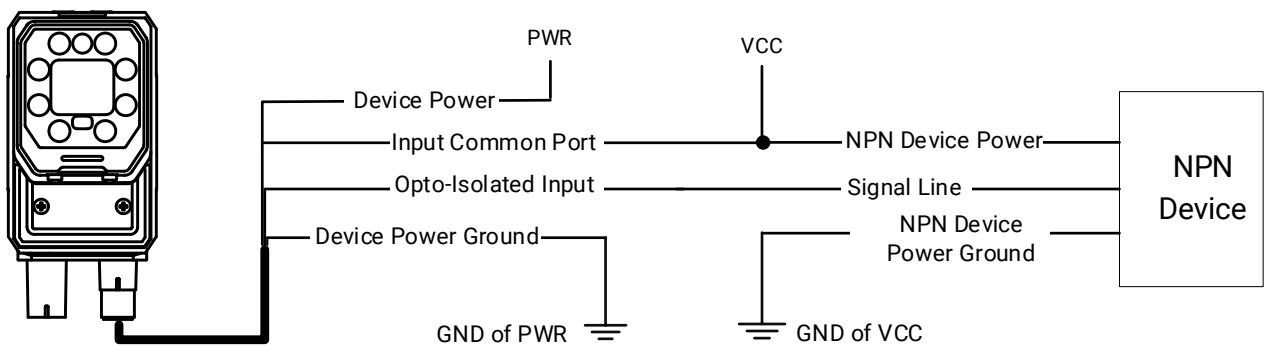 PWR
VCC
Device Power
Input Common Port
NPN Device Power
Opto-Isolated Input
Signal Line
NPN
Device
Device Power Ground
NPN Device
Power Ground
GND of PWR
GND of VCC